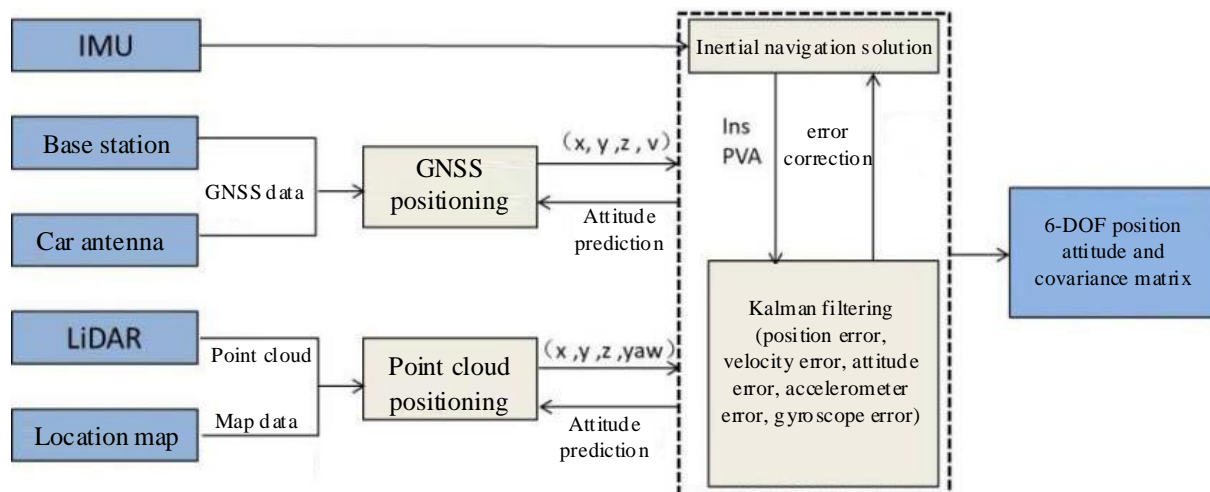 IMU
Base station
Car antenna
GNSS data
GNSS
positioning
(x, y ,z , v)
Attitude
prediction
LiDAR
Location map
Point cloud
Map data
Point cloud
positioning
(x ,y ,z ,yaw)
Attitude
prediction
Inertial navigation solution
Ins
PVA
error
correction
Kalman filtering
(position error,
velocity error, attitude
error, accelerometer
error, gyroscope error)
6-DOF position
attitude and
covariance matrix